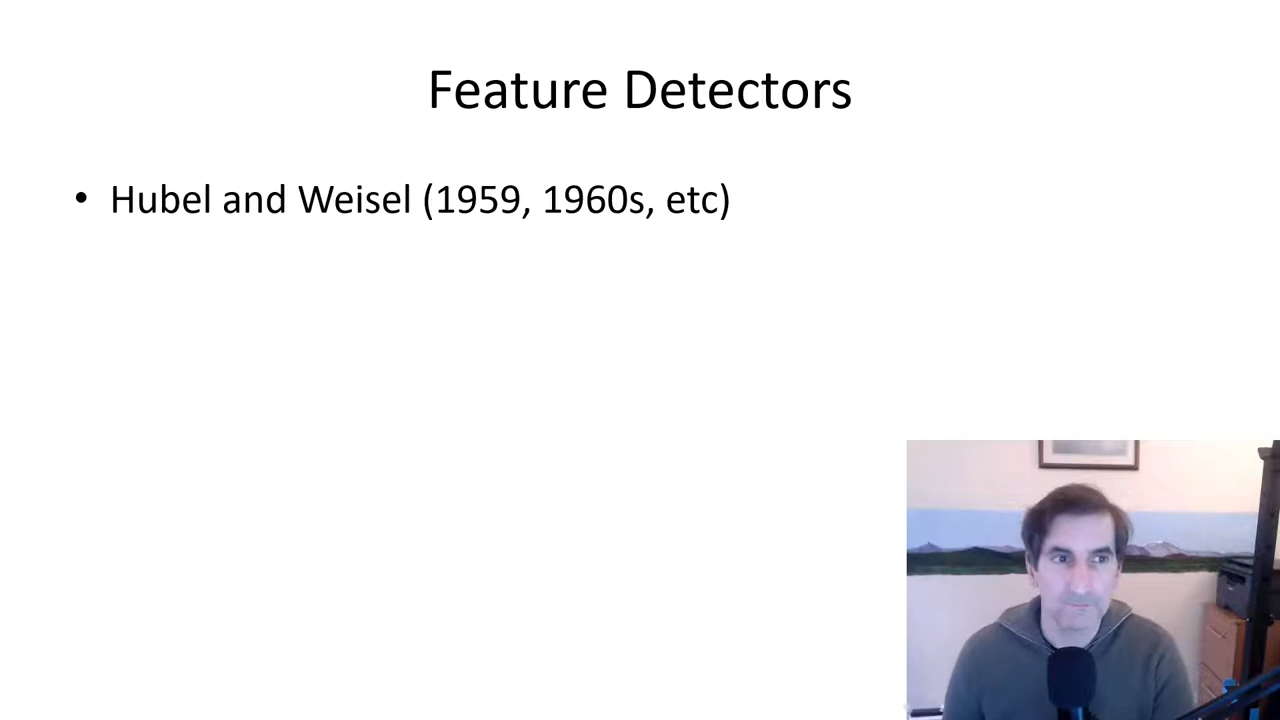 Feature Detectors
• Hubel and Weisel (1959, 1960s, etc)